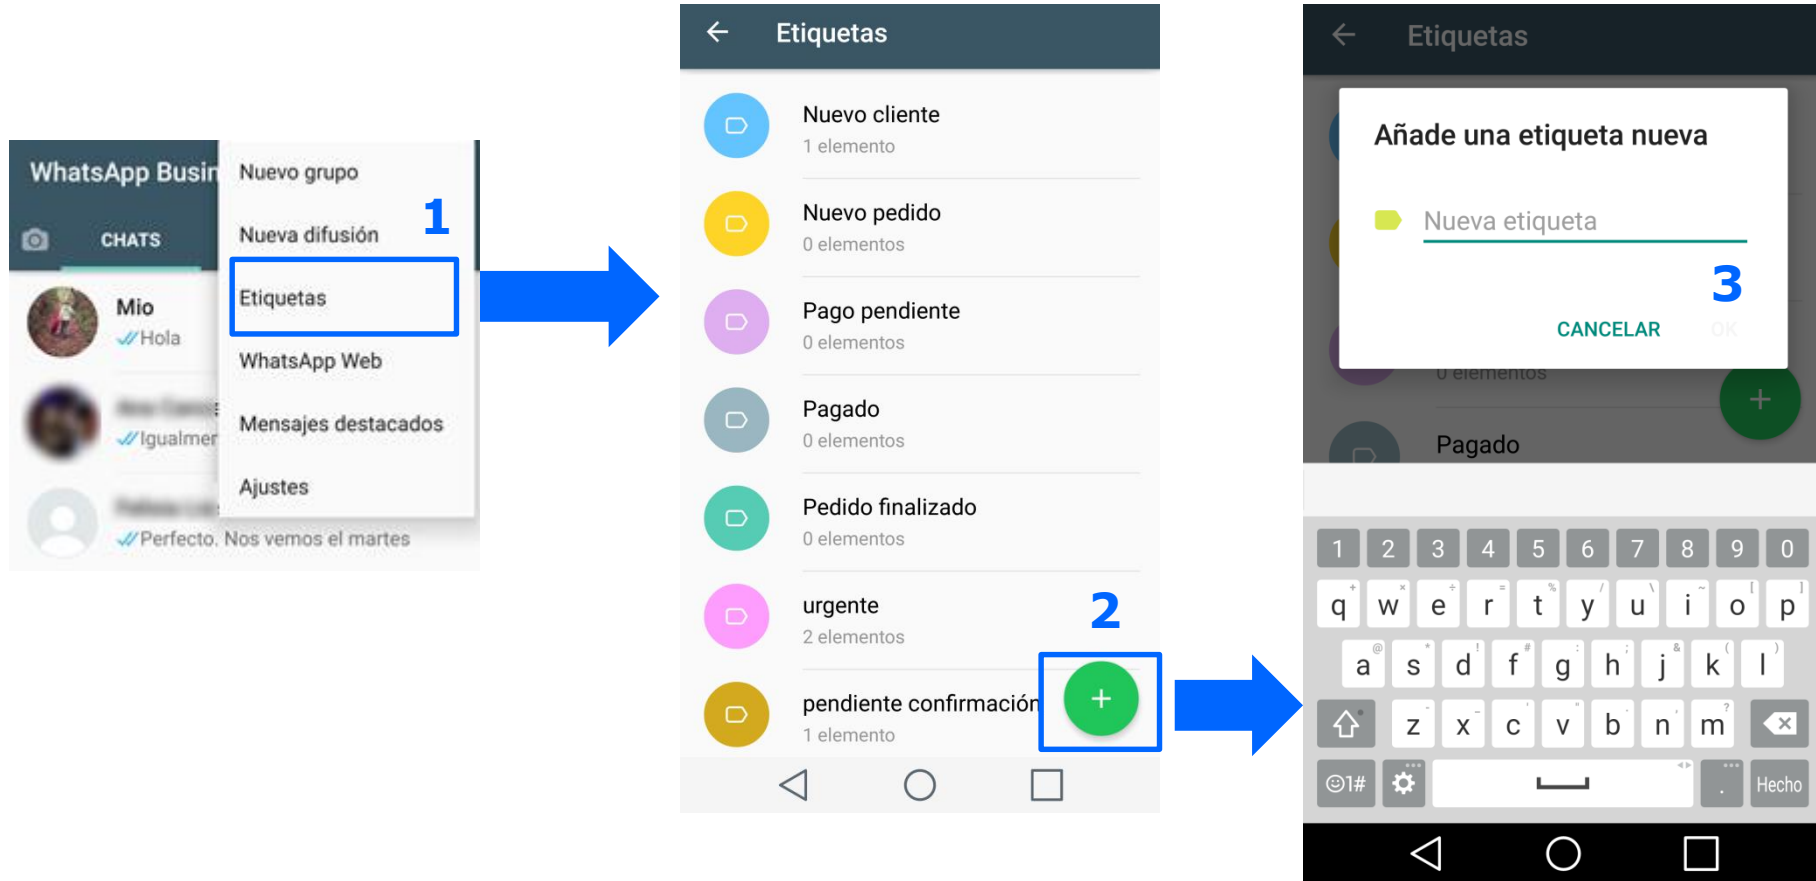 WhatsApp Busin
CHATS
Mio
Hola
Igualmer
Perfecto. Nos vemos el martes
Nuevo grupo
Nueva difusión
Etiquetas
WhatsApp Web
Mensajes destacados
Ajustes
1
Etiquetas
Nuevo cliente
1 elemento
Nuevo pedido
0 elementos
Pago pendiente
0 elementos
Pagado
0 elementos
Pedido finalizado
0 elementos
urgente
2 elementos
pendiente confirmación
1 elemento
2
+
Etiquetas
Añade una etiqueta nueva
Nueva etiqueta
3
CANCELAR OK
0 elementos
+
Pagado
1 2 3 4 5 6 7 8 9 0
q w e r t y u i o p
a s d f g h j k l
z x c v b n m
☺1# . Hecho